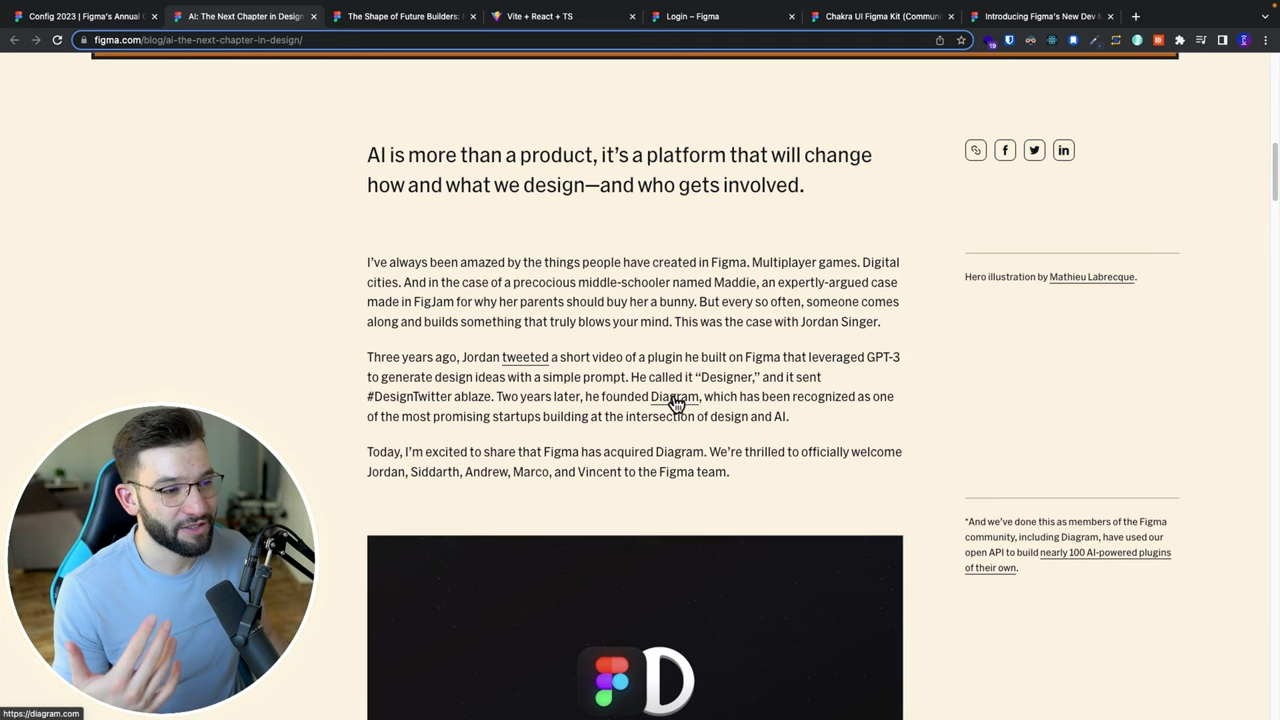 Config 2023 | Figma's Annual
AI: The Next Chapter in Design
The Shape of Future Builders:
Vite + React + TS
Login – Figma
Chakra UI Figma Kit (Commun
Introducing Figma's New Dev M
figma.com/blog/ai-the-next-chapter-in-design/
19
AI is more than a product, it's a platform that will change
how and what we design—and who gets involved.
I've always been amazed by the things people have created in Figma. Multiplayer games. Digital
cities. And in the case of a precocious middle-schooler named Maddie, an expertly-argued case
made in FigJam for why her parents should buy her a bunny. But every so often, someone comes
along and builds something that truly blows your mind. This was the case with Jordan Singer.
Hero illustration by Mathieu Labrecque.
Three years ago, Jordan tweeted a short video of a plugin he built on Figma that leveraged GPT-3
to generate design ideas with a simple prompt. He called it “Designer,” and it sent
#DesignTwitter ablaze. Two years later, he founded Diagram, which has been recognized as one
of the most promising startups building at the intersection of design and AI.
Today, I'm excited to share that Figma has acquired Diagram. We're thrilled to officially welcome
Jordan, Siddarth, Andrew, Marco, and Vincent to the Figma team.
*And we've done this as members of the Figma
community, including Diagram, have used our
open API to build nearly 100 AI-powered plugins
of their own.
https://diagram.com